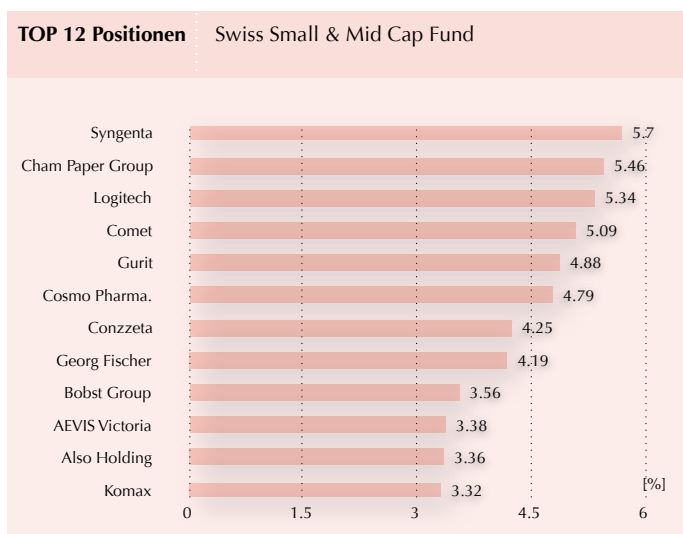 TOP 12 Positionen Swiss Small & Mid Cap Fund
Syngenta 5.7
Cham Paper Group 5.46
Logitech 5.34
Comet 5.09
Gurit 4.88
Cosmo Pharma. 4.79
Conzzeta 4.25
Georg Fischer 4.19
Bobst Group 3.56
AEVIS Victoria 3.38
Also Holding 3.36
Komax 3.32
[%]
0 1.5 3 4.5 6